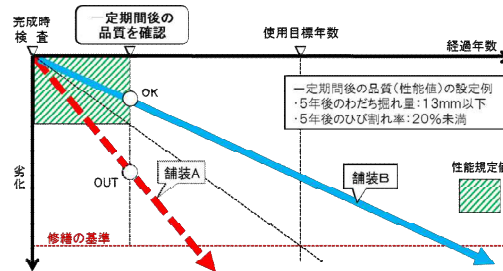 完成時
検 査
一定期間後の
品質を確認
使用目標年数
経過年数
OK
一定期間後の品質(性能値)の設定例
・5年後のわだち掘れ量：13mm以下
・5年後のひび割れ率：20%未満
劣化
OUT
舗装A
舗装B
性能規定値
修繕の基準